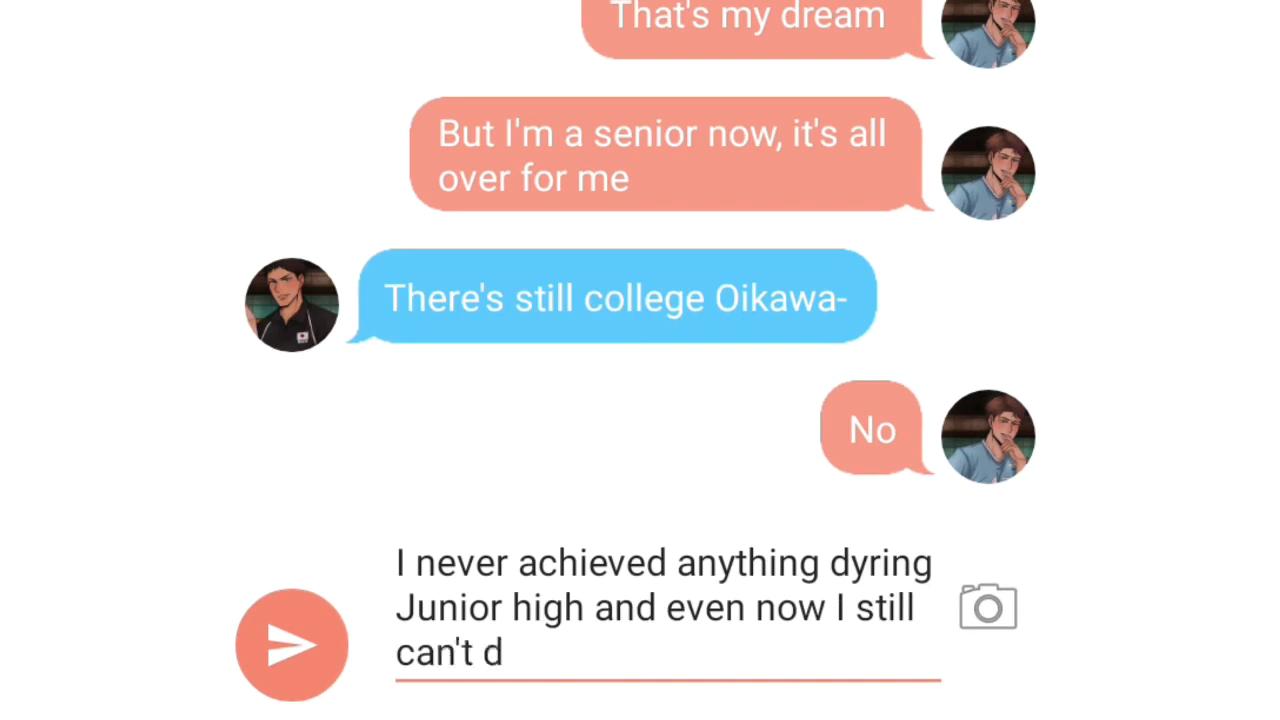 That's my dream
But I'm a senior now, it's all
over for me
There's still college Oikawa-
No
I never achieved anything dyring
Junior high and even now I still
can't d